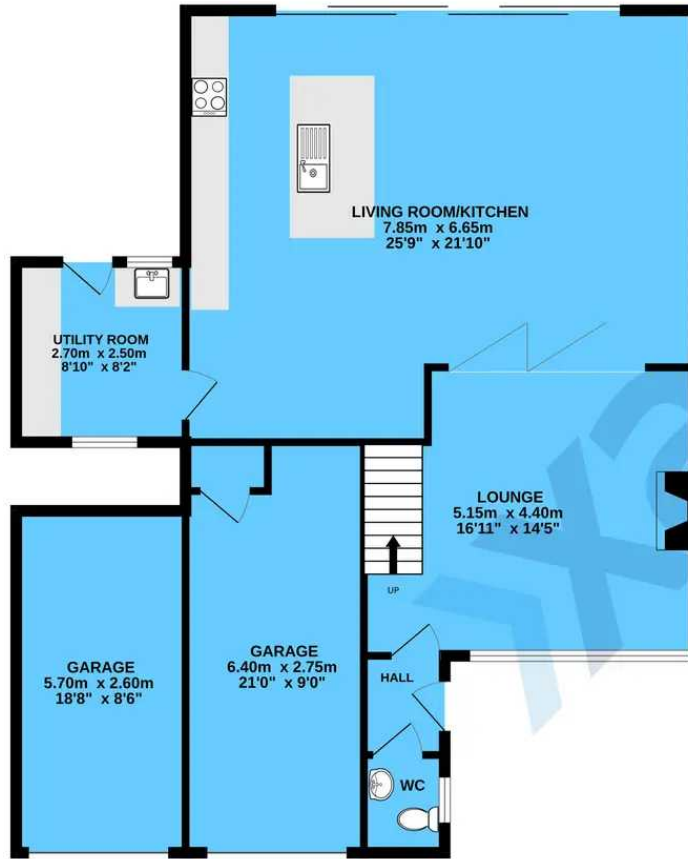 LIVING ROOM/KITCHEN
7.85m x 6.65m
25'9" x 21'10"
UTILITY ROOM
2.70m x 2.50m
8'10" x 8'2"
LOUNGE
5.15m x 4.40m
16'11" x 14'5"
UP
GARAGE
6.40m x 2.75m
21'0" x 9'0"
GARAGE
5.70m x 2.60m
18'8" x 8'6"
HALL
WC